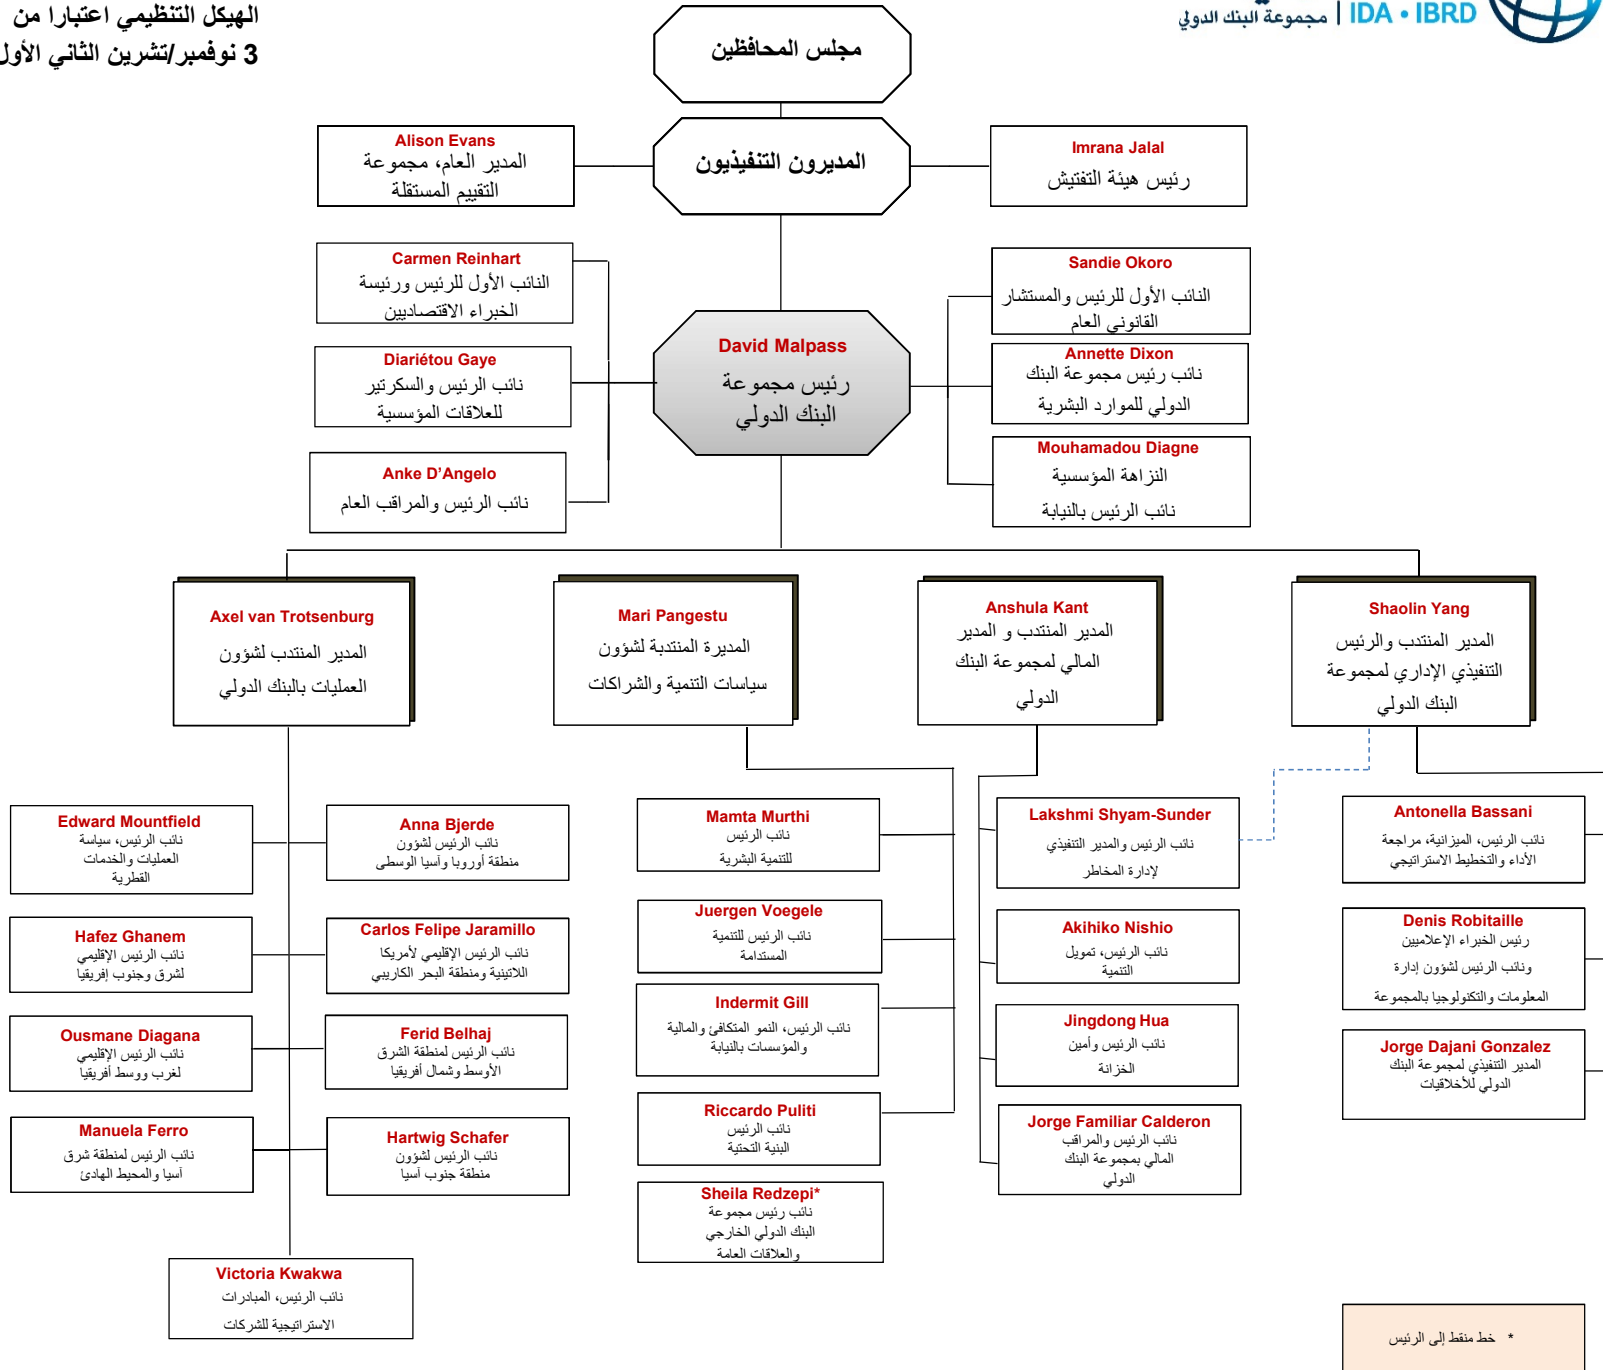 الهيكل التنظيمي اعتبارا من
3 نوفمبر/تشرين الثاني الأول
IDA • IBRD | مجموعة البنك الدولي
مجلس المحافظين
Alison Evans
المدير العام، مجموعة
التقييم المستقلة
المديرون التنفيذيون
Imrana Jalal
رئيس هيئة التفتيش
Carmen Reinhart
النائب الأول للرئيس ورئيسة
الخبراء الاقتصاديين
Sandie Okoro
النائب الأول للرئيس والمستشار
القانوني العام
Diariétou Gaye
نائب الرئيس والسكرتير
للعلاقات المؤسسية
David Malpass
رئيس مجموعة
البنك الدولي
Annette Dixon
نائب رئيس مجموعة البنك
الدولي للموارد البشرية
Anke D’Angelo
نائب الرئيس والمراقب العام
Mouhamadou Diagne
النزاهة المؤسسية
نائب الرئيس بالنيابة
Axel van Trotsenburg
المدير المنتدب لشؤون
العمليات بالبنك الدولي
Mari Pangestu
المديرة المنتدبة لشؤون
سياسات التنمية والشراكات
Anshula Kant
المدير المنتدب و المدير
المالي لمجموعة البنك
الدولي
Shaolin Yang
المدير المنتدب والرئيس
التنفيذي الإداري لمجموعة
البنك الدولي
Edward Mountfield
نائب الرئيس، سياسة
العمليات والخدمات
القطرية
Anna Bjerde
نائب الرئيس لشؤون
منطقة أوروبا وآسيا الوسطى
Hafez Ghanem
نائب الرئيس الإقليمي
لشرق وجنوب إفريقيا
Carlos Felipe Jaramillo
نائب الرئيس الإقليمي لأمريكا
اللاتينية ومنطقة البحر الكاريبي
Ousmane Diagana
نائب الرئيس الإقليمي
لغرب ووسط أفريقيا
Ferid Belhaj
نائب الرئيس لمنطقة الشرق
الأوسط وشمال أفريقيا
Manuela Ferro
نائب الرئيس لمنطقة شرق
آسيا والمحيط الهادئ
Hartwig Schafer
نائب الرئيس لشؤون
منطقة جنوب آسيا
Victoria Kwakwa
نائب الرئيس، المبادرات
الاستراتيجية للشركات
Mamta Murthi
نائب الرئيس
للتنمية البشرية
Juergen Voegele
نائب الرئيس للتنمية
المستدامة
Indermit Gill
نائب الرئيس، النمو المتكافئ والمالية
والمؤسسات بالنيابة
Riccardo Puliti
نائب الرئيس
البنية التحتية
Sheila Redzepi*
نائب رئيس مجموعة
البنك الدولي الخارجي
والعلاقات العامة
Lakshmi Shyam-Sunder
نائب الرئيس والمدير التنفيذي
لإدارة المخاطر
Akihiko Nishio
نائب الرئيس، تمويل
التنمية
Jingdong Hua
نائب الرئيس وأمين
الخزانة
Jorge Familiar Calderon
نائب الرئيس والمراقب
المالي بمجموعة البنك
الدولي
Antonella Bassani
نائب الرئيس، الميزانية، مراجعة
الأداء والتخطيط الاستراتيجي
Denis Robitaille
رئيس الخبراء الإعلاميين
ونائب الرئيس لشؤون إدارة
المعلومات والتكنولوجيا بالمجموعة
Jorge Dajani Gonzalez
المدير التنفيذي لمجموعة البنك
الدولي للأخلاقيات
* خط منقط إلى الرئيس